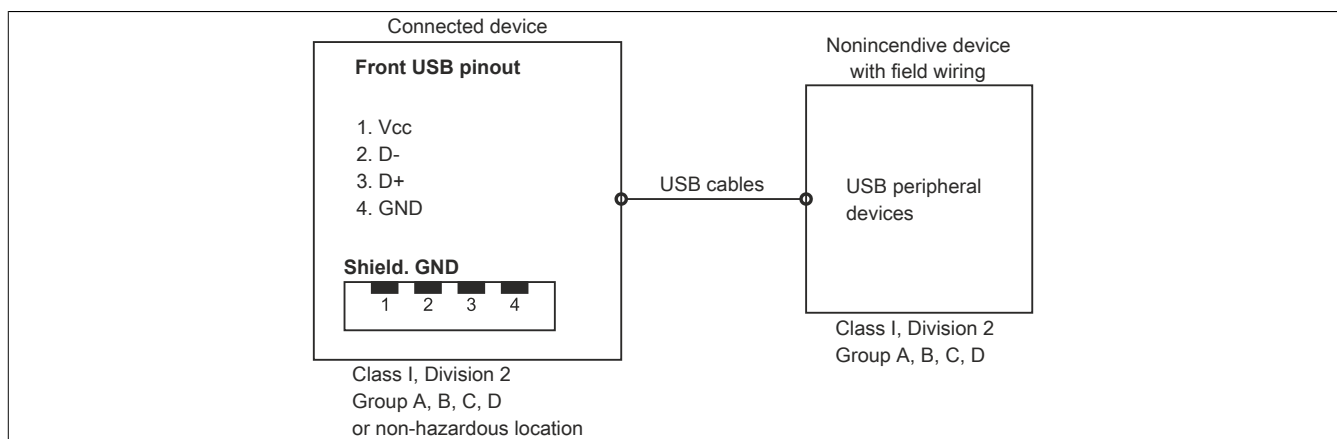 Connected device
Front USB pinout
1. Vcc
2. D-
3. D+
4. GND
Shield. GND
1 2 3 4
Class I, Division 2
Group A, B, C, D
or non-hazardous location
USB cables
Nonincendive device
with field wiring
USB peripheral
devices
Class I, Division 2
Group A, B, C, D